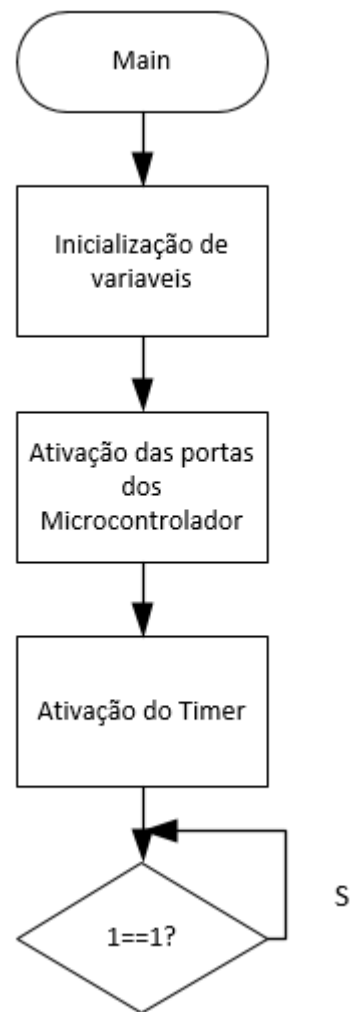 Main
Inicialização de
variaveis
Ativação das portas
dos
Microcontrolador
Ativação do Timer
1==1?
S